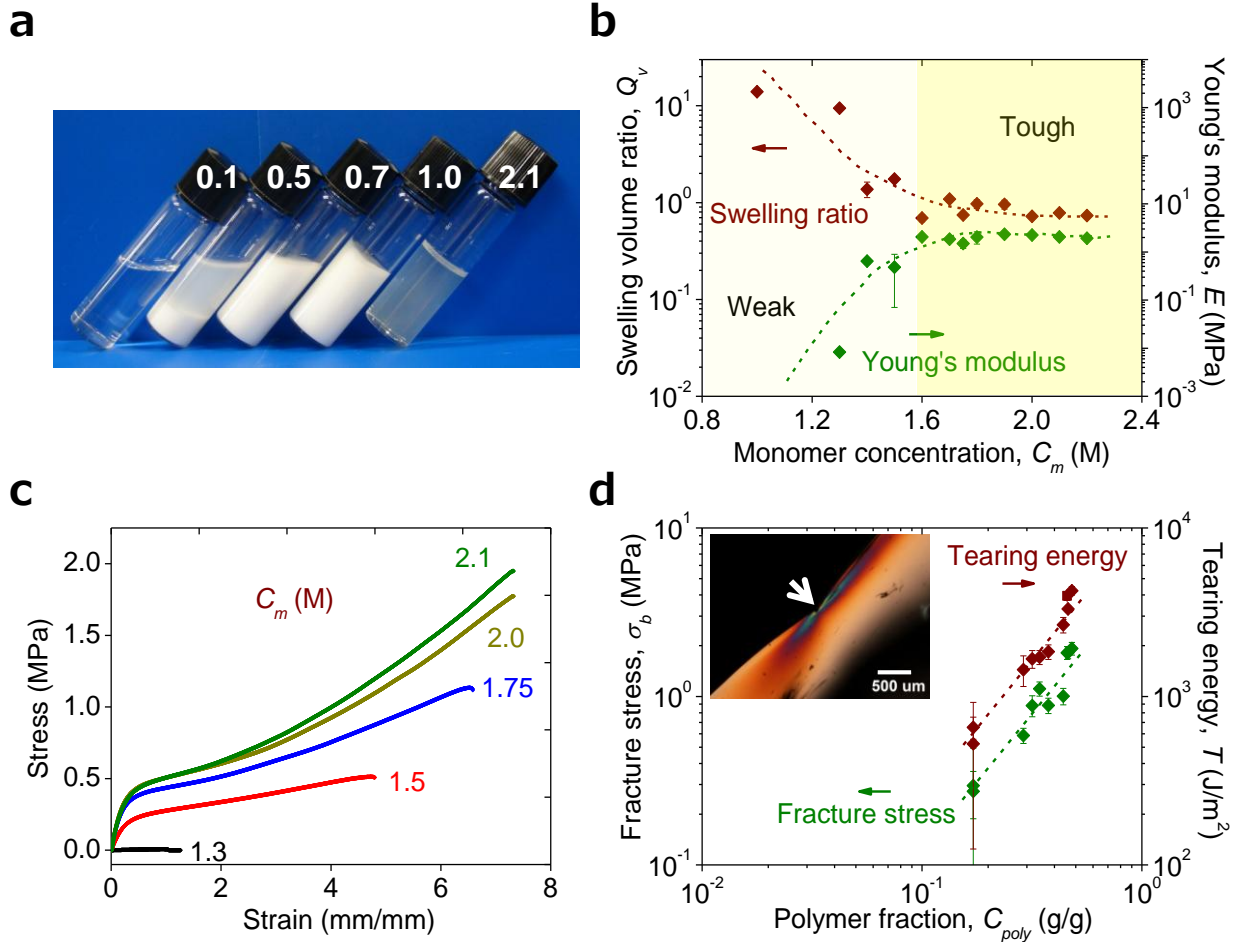 a
0.1 0.5 0.7 1.0 2.1
b
Swelling volume ratio, Q_v
10^1
10^0
10^-1
10^-2
Tough
Swelling ratio
Weak
Young's modulus
10^3
10^1
10^-1
10^-3
Young's modulus, E (MPa)
0.8 1.2 1.6 2.0 2.4
Monomer concentration, C_m (M)
c
Stress (MPa)
2.0
1.5
1.0
0.5
0.0
C_m (M)
2.1
2.0
1.75
1.5
1.3
0 2 4 6 8
Strain (mm/mm)
d
Fracture stress, σ_b (MPa)
10^1
10^0
10^-1
Tearing energy
500 um
Fracture stress
10^4
10^3
10^2
Tearing energy, T (J/m^2)
10^-2 10^-1 10^0
Polymer fraction, C_poly (g/g)